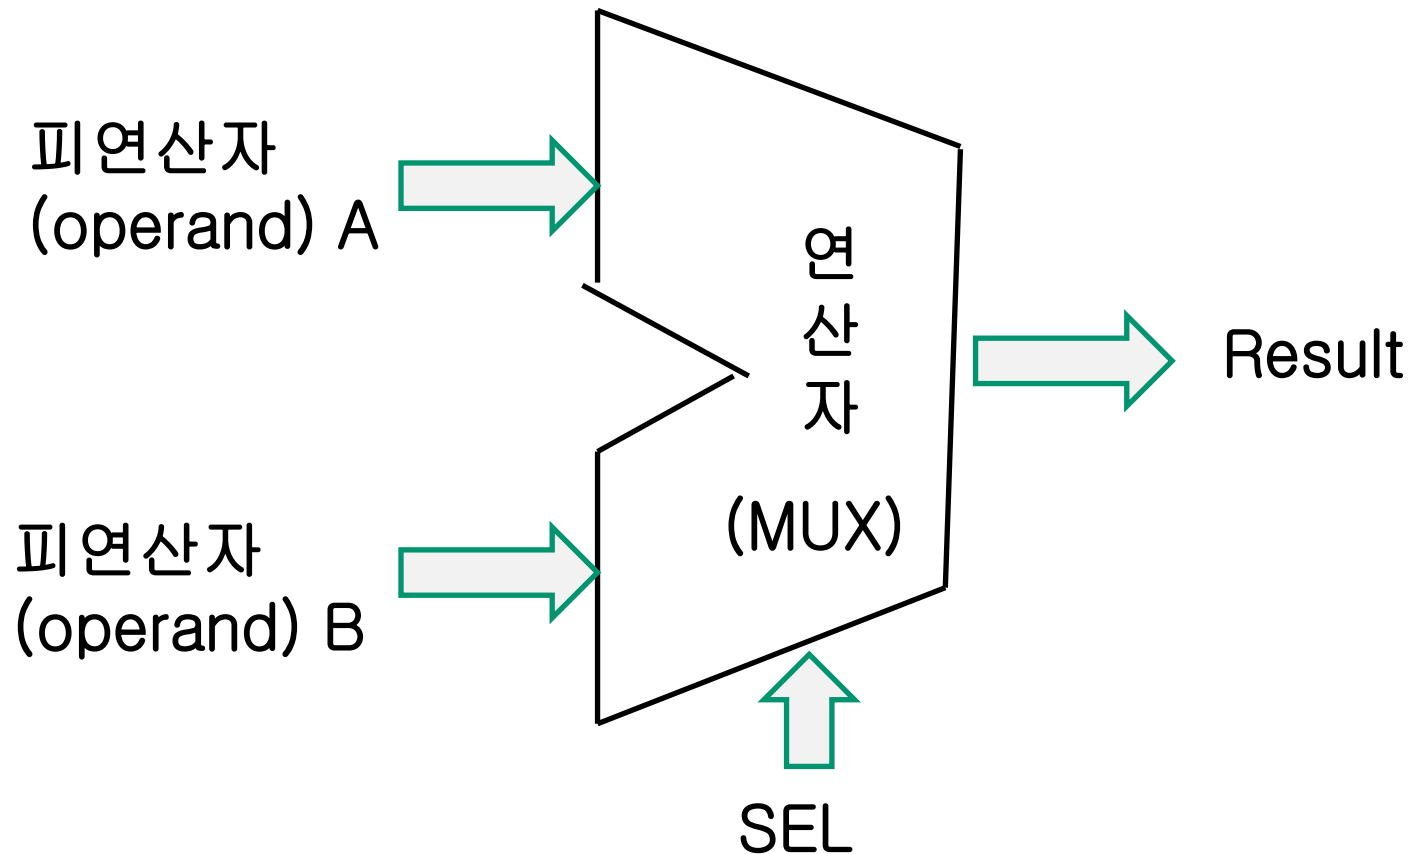 피연산자
(operand) A
연
산
자
(MUX)
Result
피연산자
(operand) B
SEL